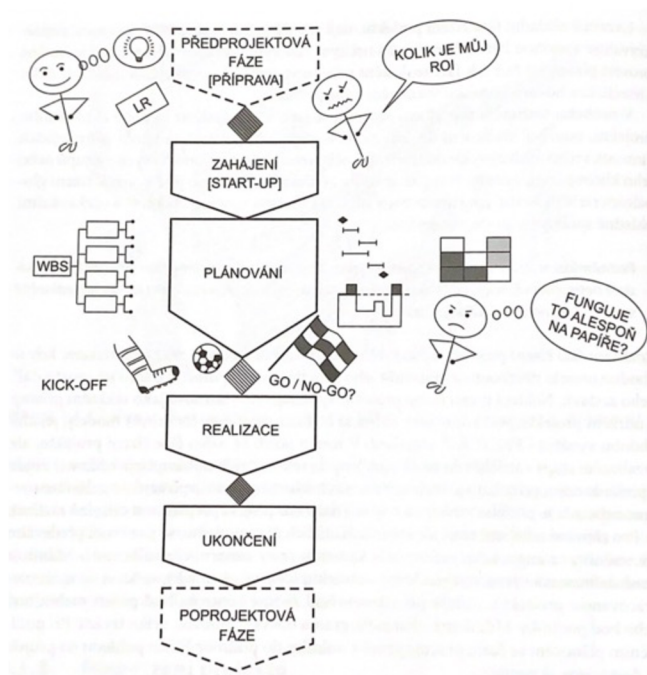 PŘEDPROJEKTOVÁ
FÁZE
[PŘÍPRAVA]
KOLIK JE MŮJ
ROI
LR
ZAHÁJENÍ
[START-UP]
WBS
PLÁNOVÁNÍ
FUNGUJE
TO ALESPOŇ
NA PAPÍŘE?
KICK-OFF
GO / NO-GO?
REALIZACE
UKONČENÍ
PROJEKTOVÁ
FÁZE